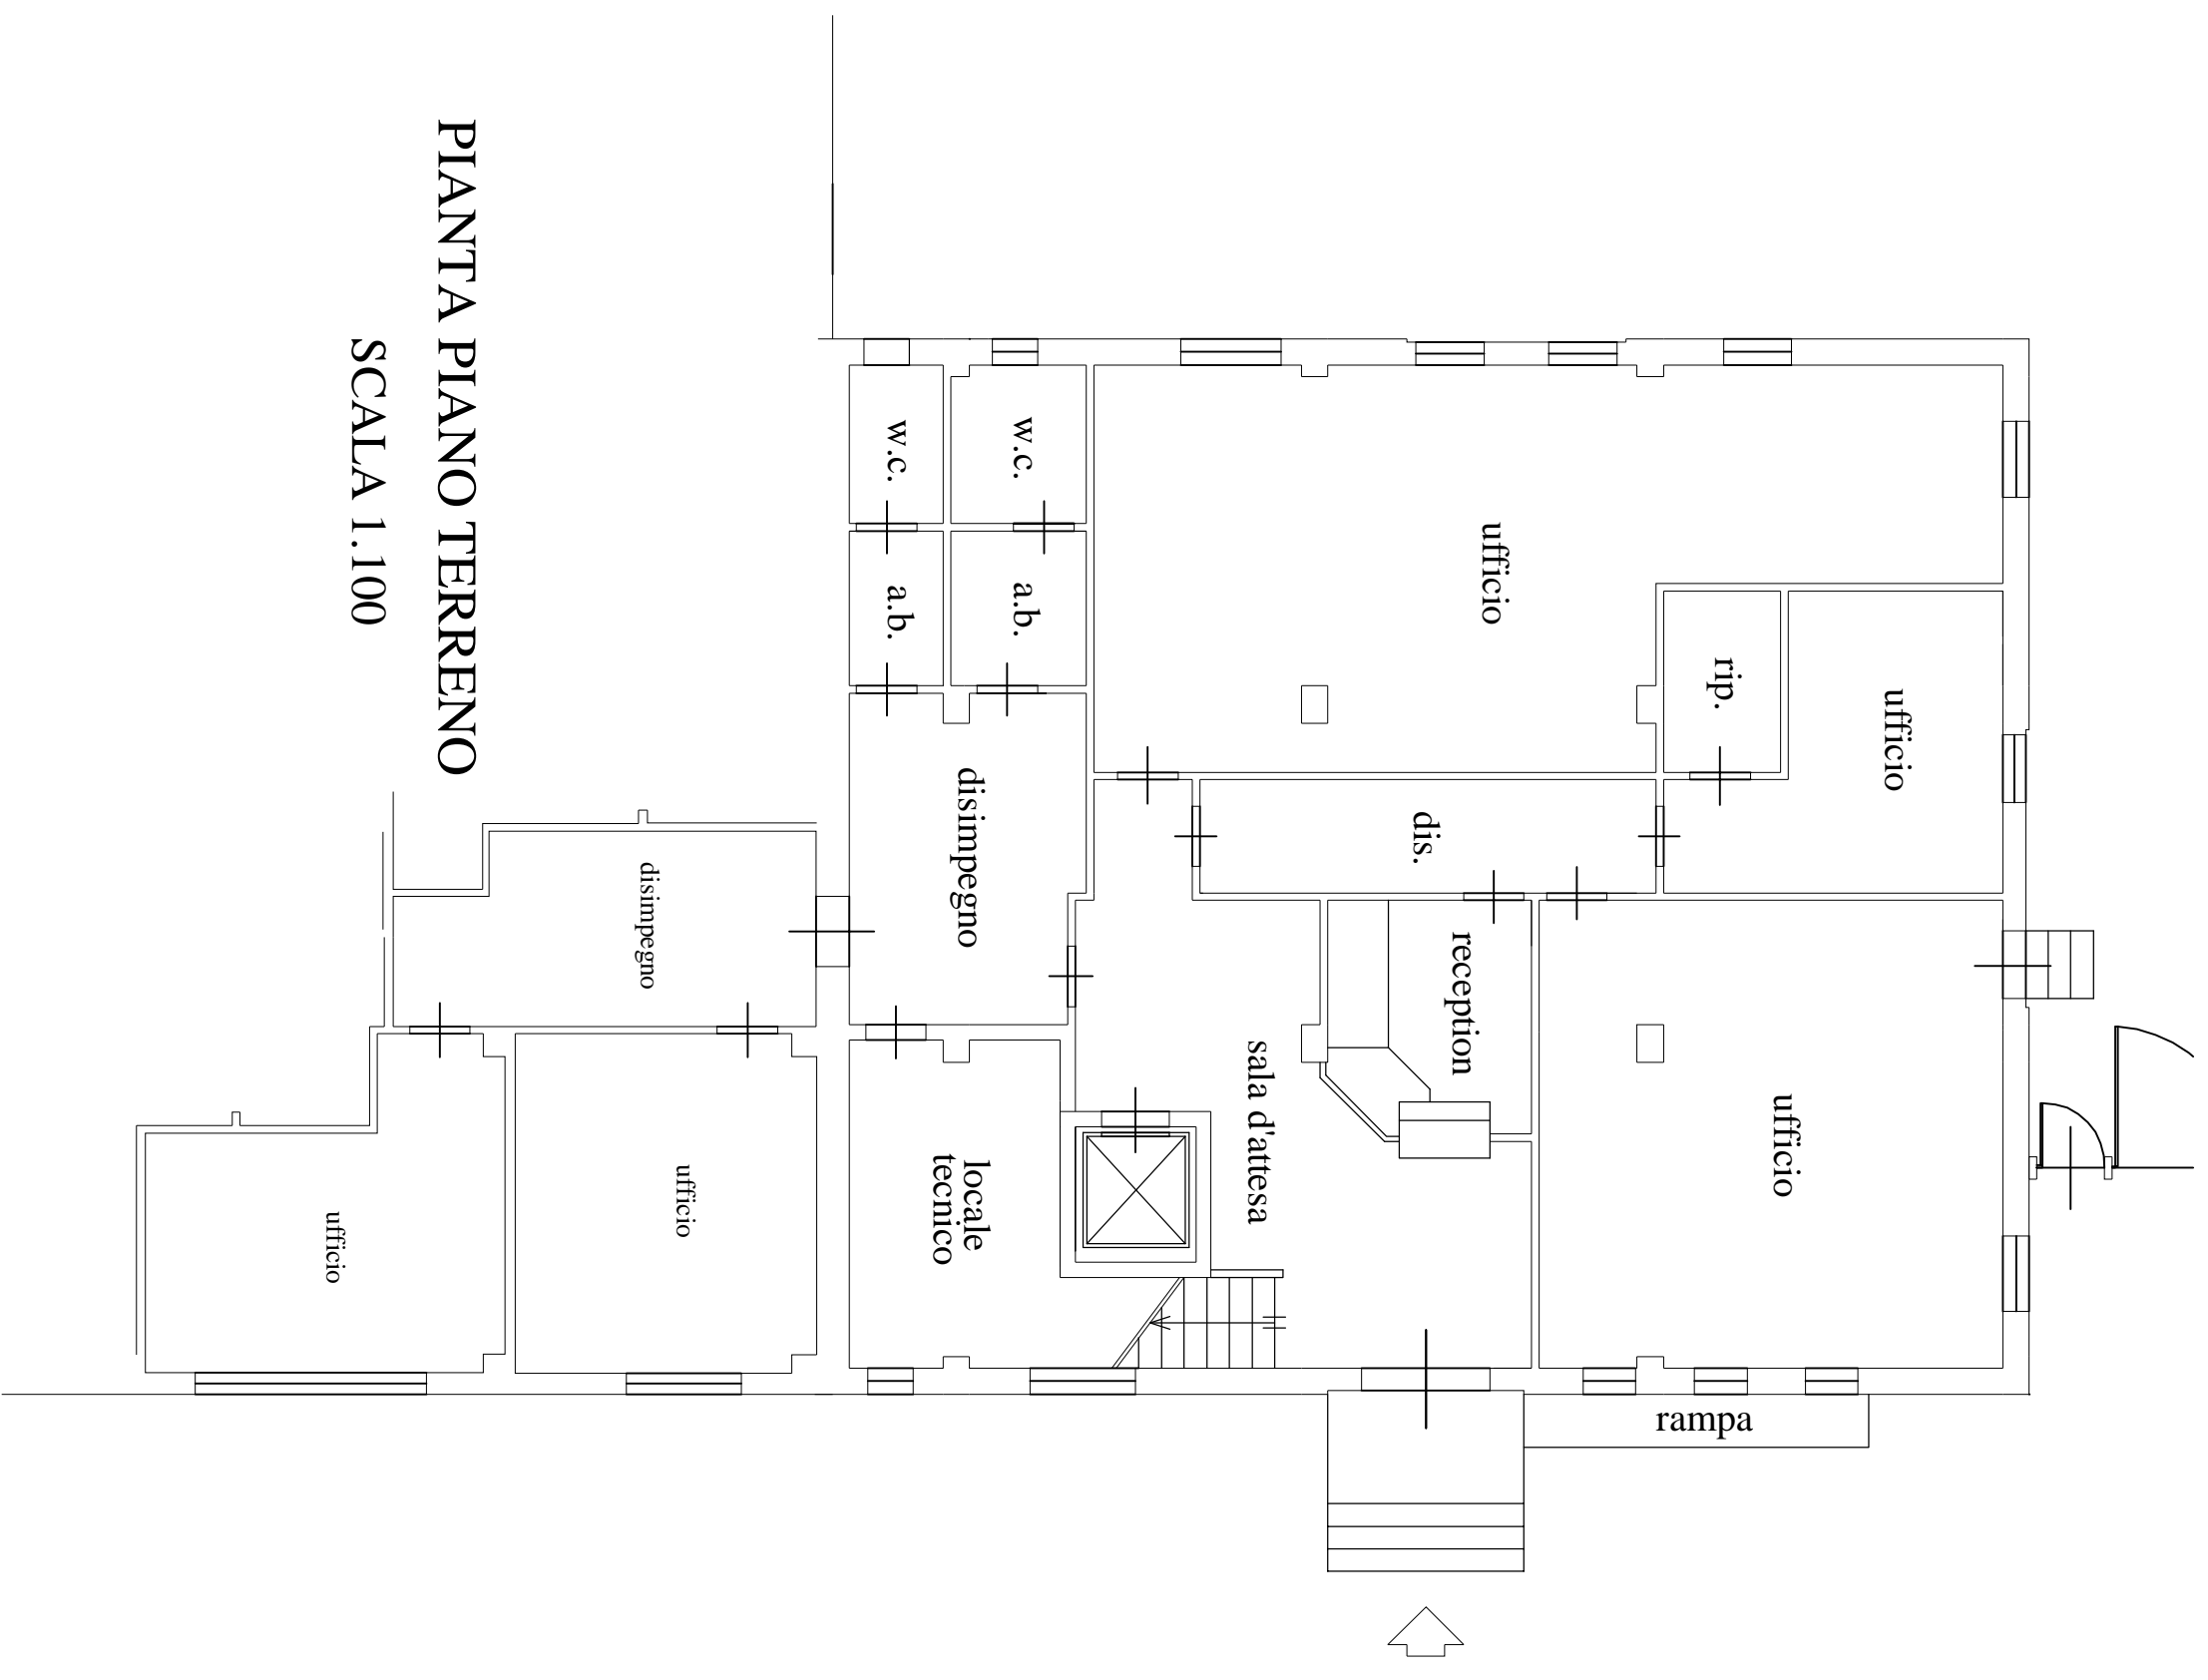 PIANTA PIANO TERRENO
SCALA 1.100
w.c.
w.c.
a.b.
a.b.
ufficio
rip.
ufficio
disimpegno
dis.
disimpegno
reception
sala d'attesa
ufficio
locale
tecnico
ufficio
ufficio
rampa